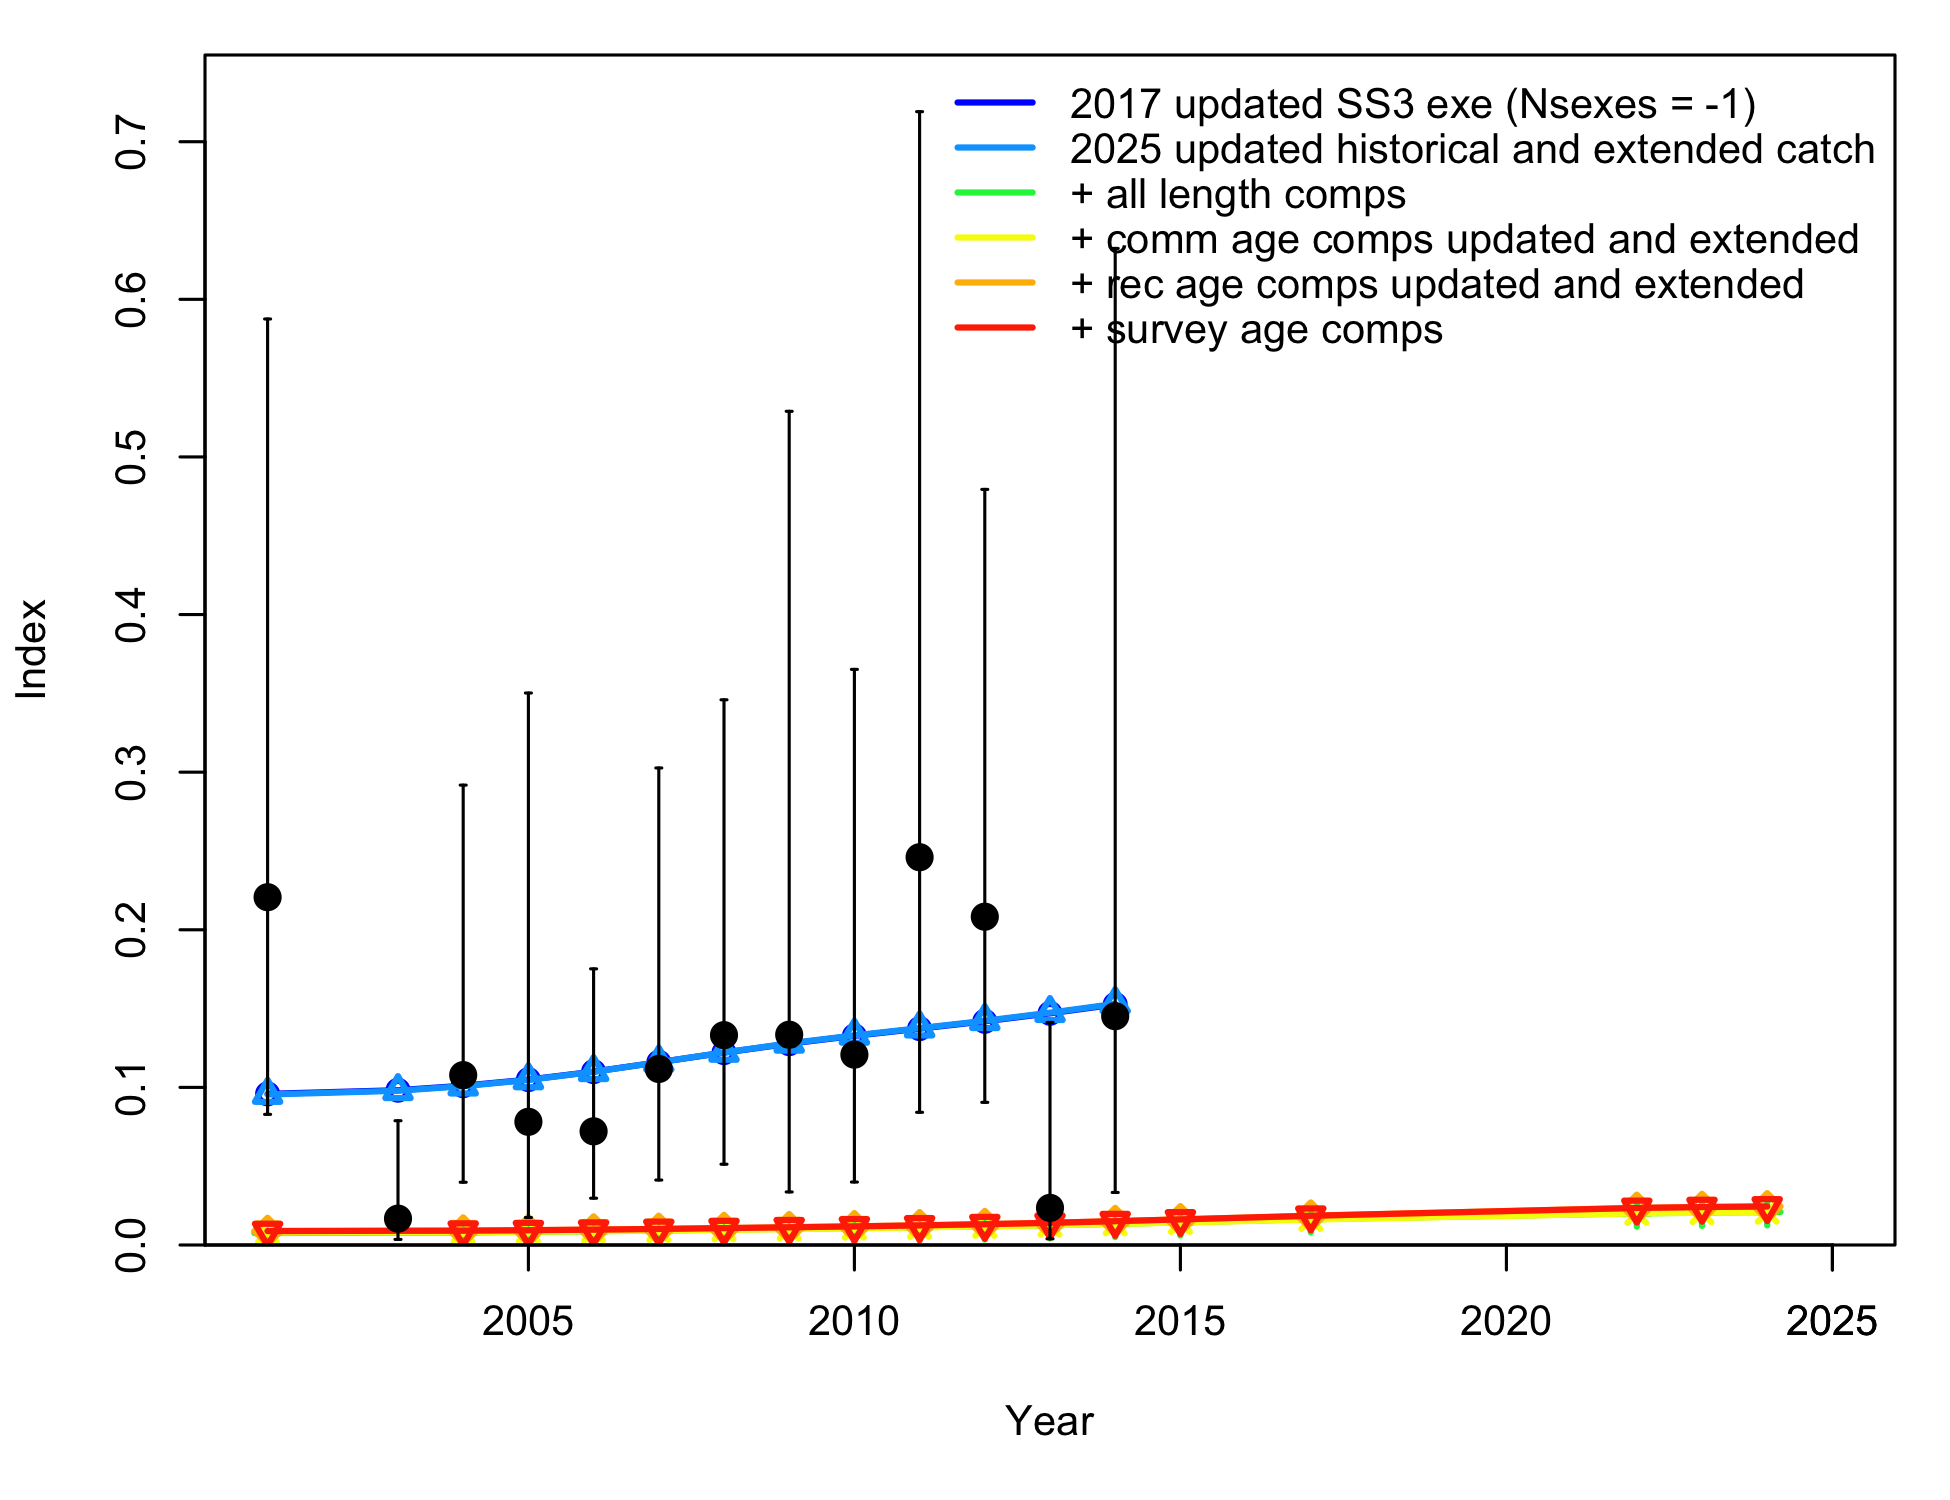 2017 updated SS3 exe (Nsexes = -1)
2025 updated historical and extended catch
+ all length comps
+ comm age comps updated and extended
+ rec age comps updated and extended
+ survey age comps
0.7
0.6
0.5
0.4
0.3
0.2
0.1
0.0
Index
2005 2010 2015 2020 2025
Year